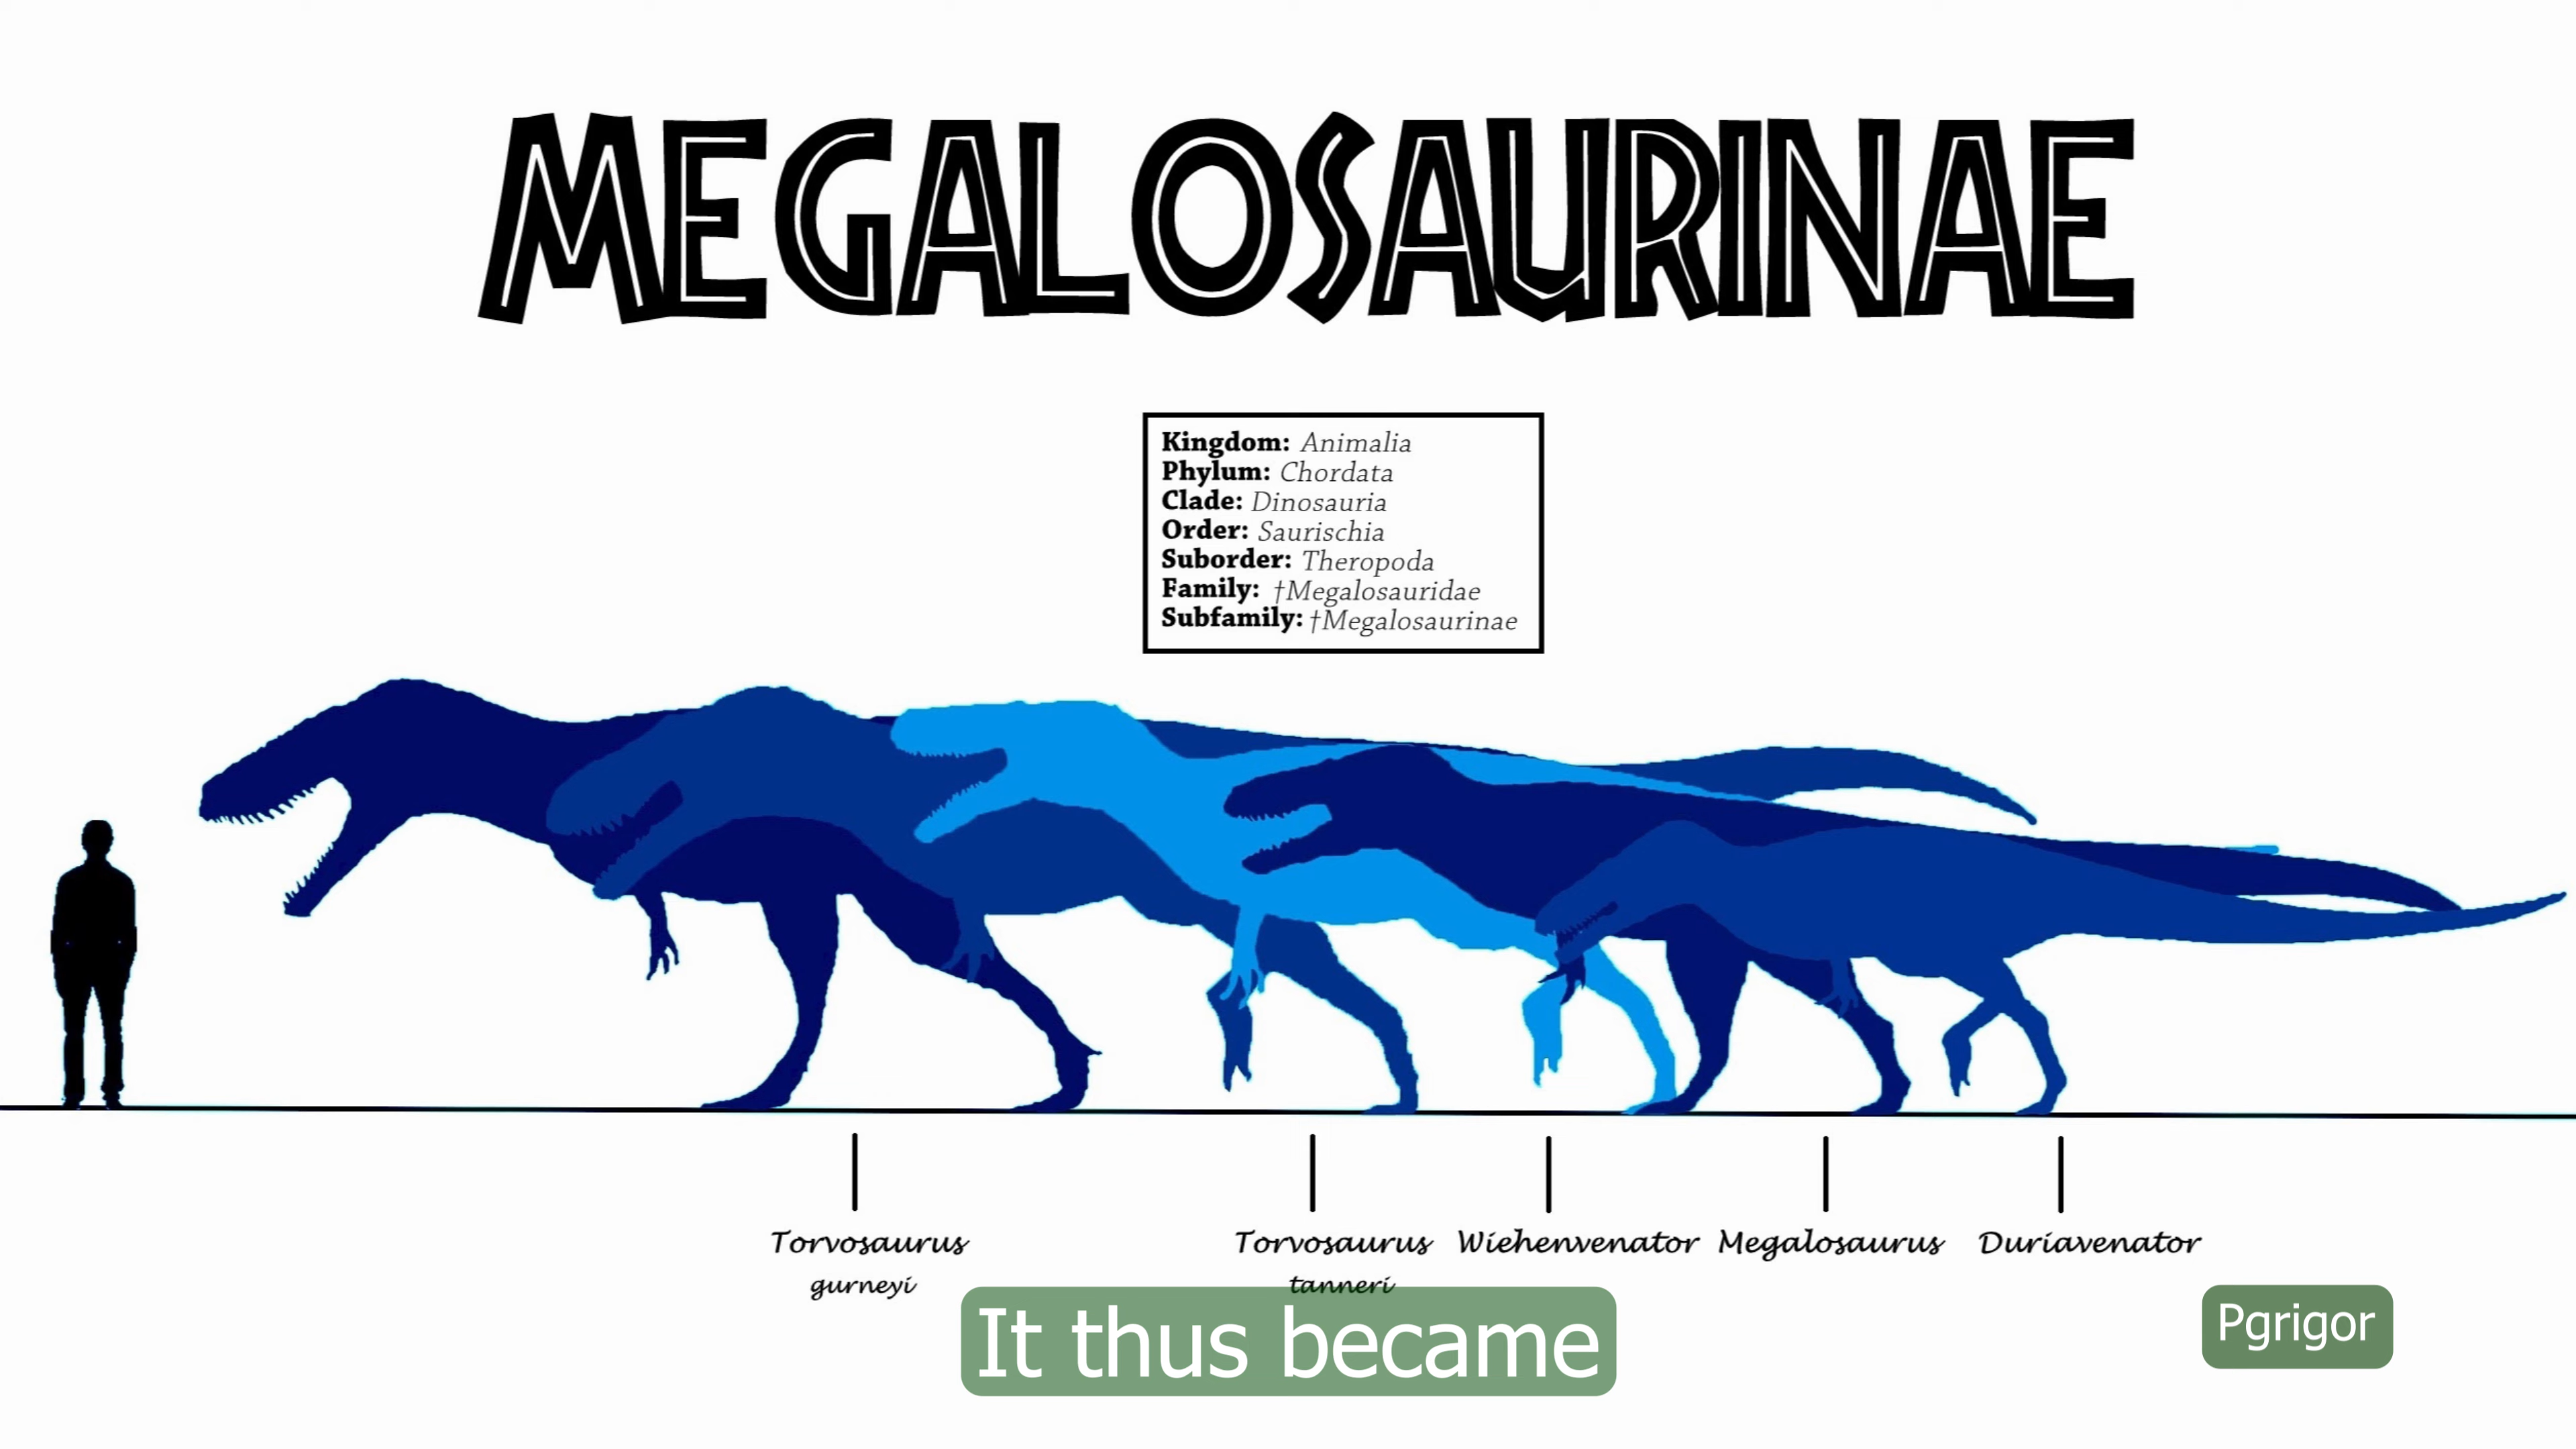 MEGALOSAURINAE
Kingdom: Animalia
Phylum: Chordata
Clade: Dinosauria
Order: Saurischia
Suborder: Theropoda
Family: †Megalosauridae
Subfamily: †Megalosaurinae
Torvosaurus gurneyi
Torvosaurus tanneri
Wiehenvenator
Megalosaurus
Duriavenator
It thus became
Pgrigor